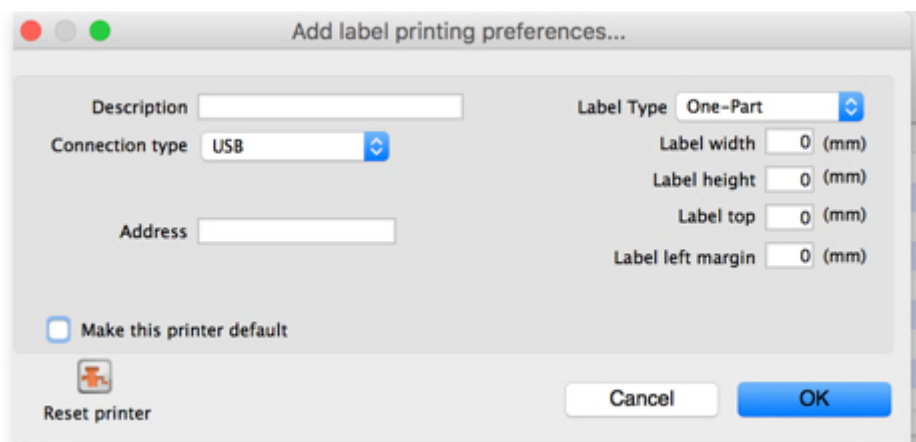 Add label printing preferences...
Description
Label Type One-Part
Connection type USB
Label width 0 (mm)
Label height 0 (mm)
Label top 0 (mm)
Address
Label left margin 0 (mm)
Make this printer default
Reset printer
Cancel
OK